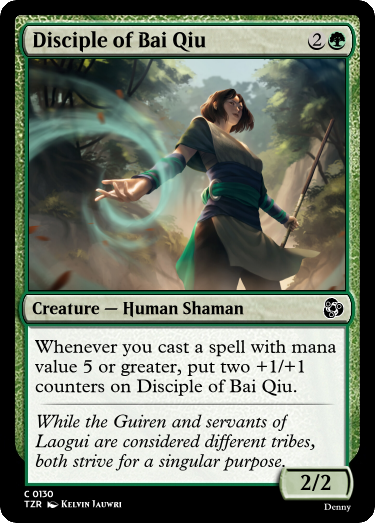 Disciple of Bai Qiu 2
Creature — Human Shaman
Whenever you cast a spell with mana
value 5 or greater, put two +1/+1
counters on Disciple of Bai Qiu.
While the Guiren and servants of
Laogui are considered different tribes,
both strive for a singular purpose.
2/2
C 0130
TZR Kelvin Jauwri
Denny